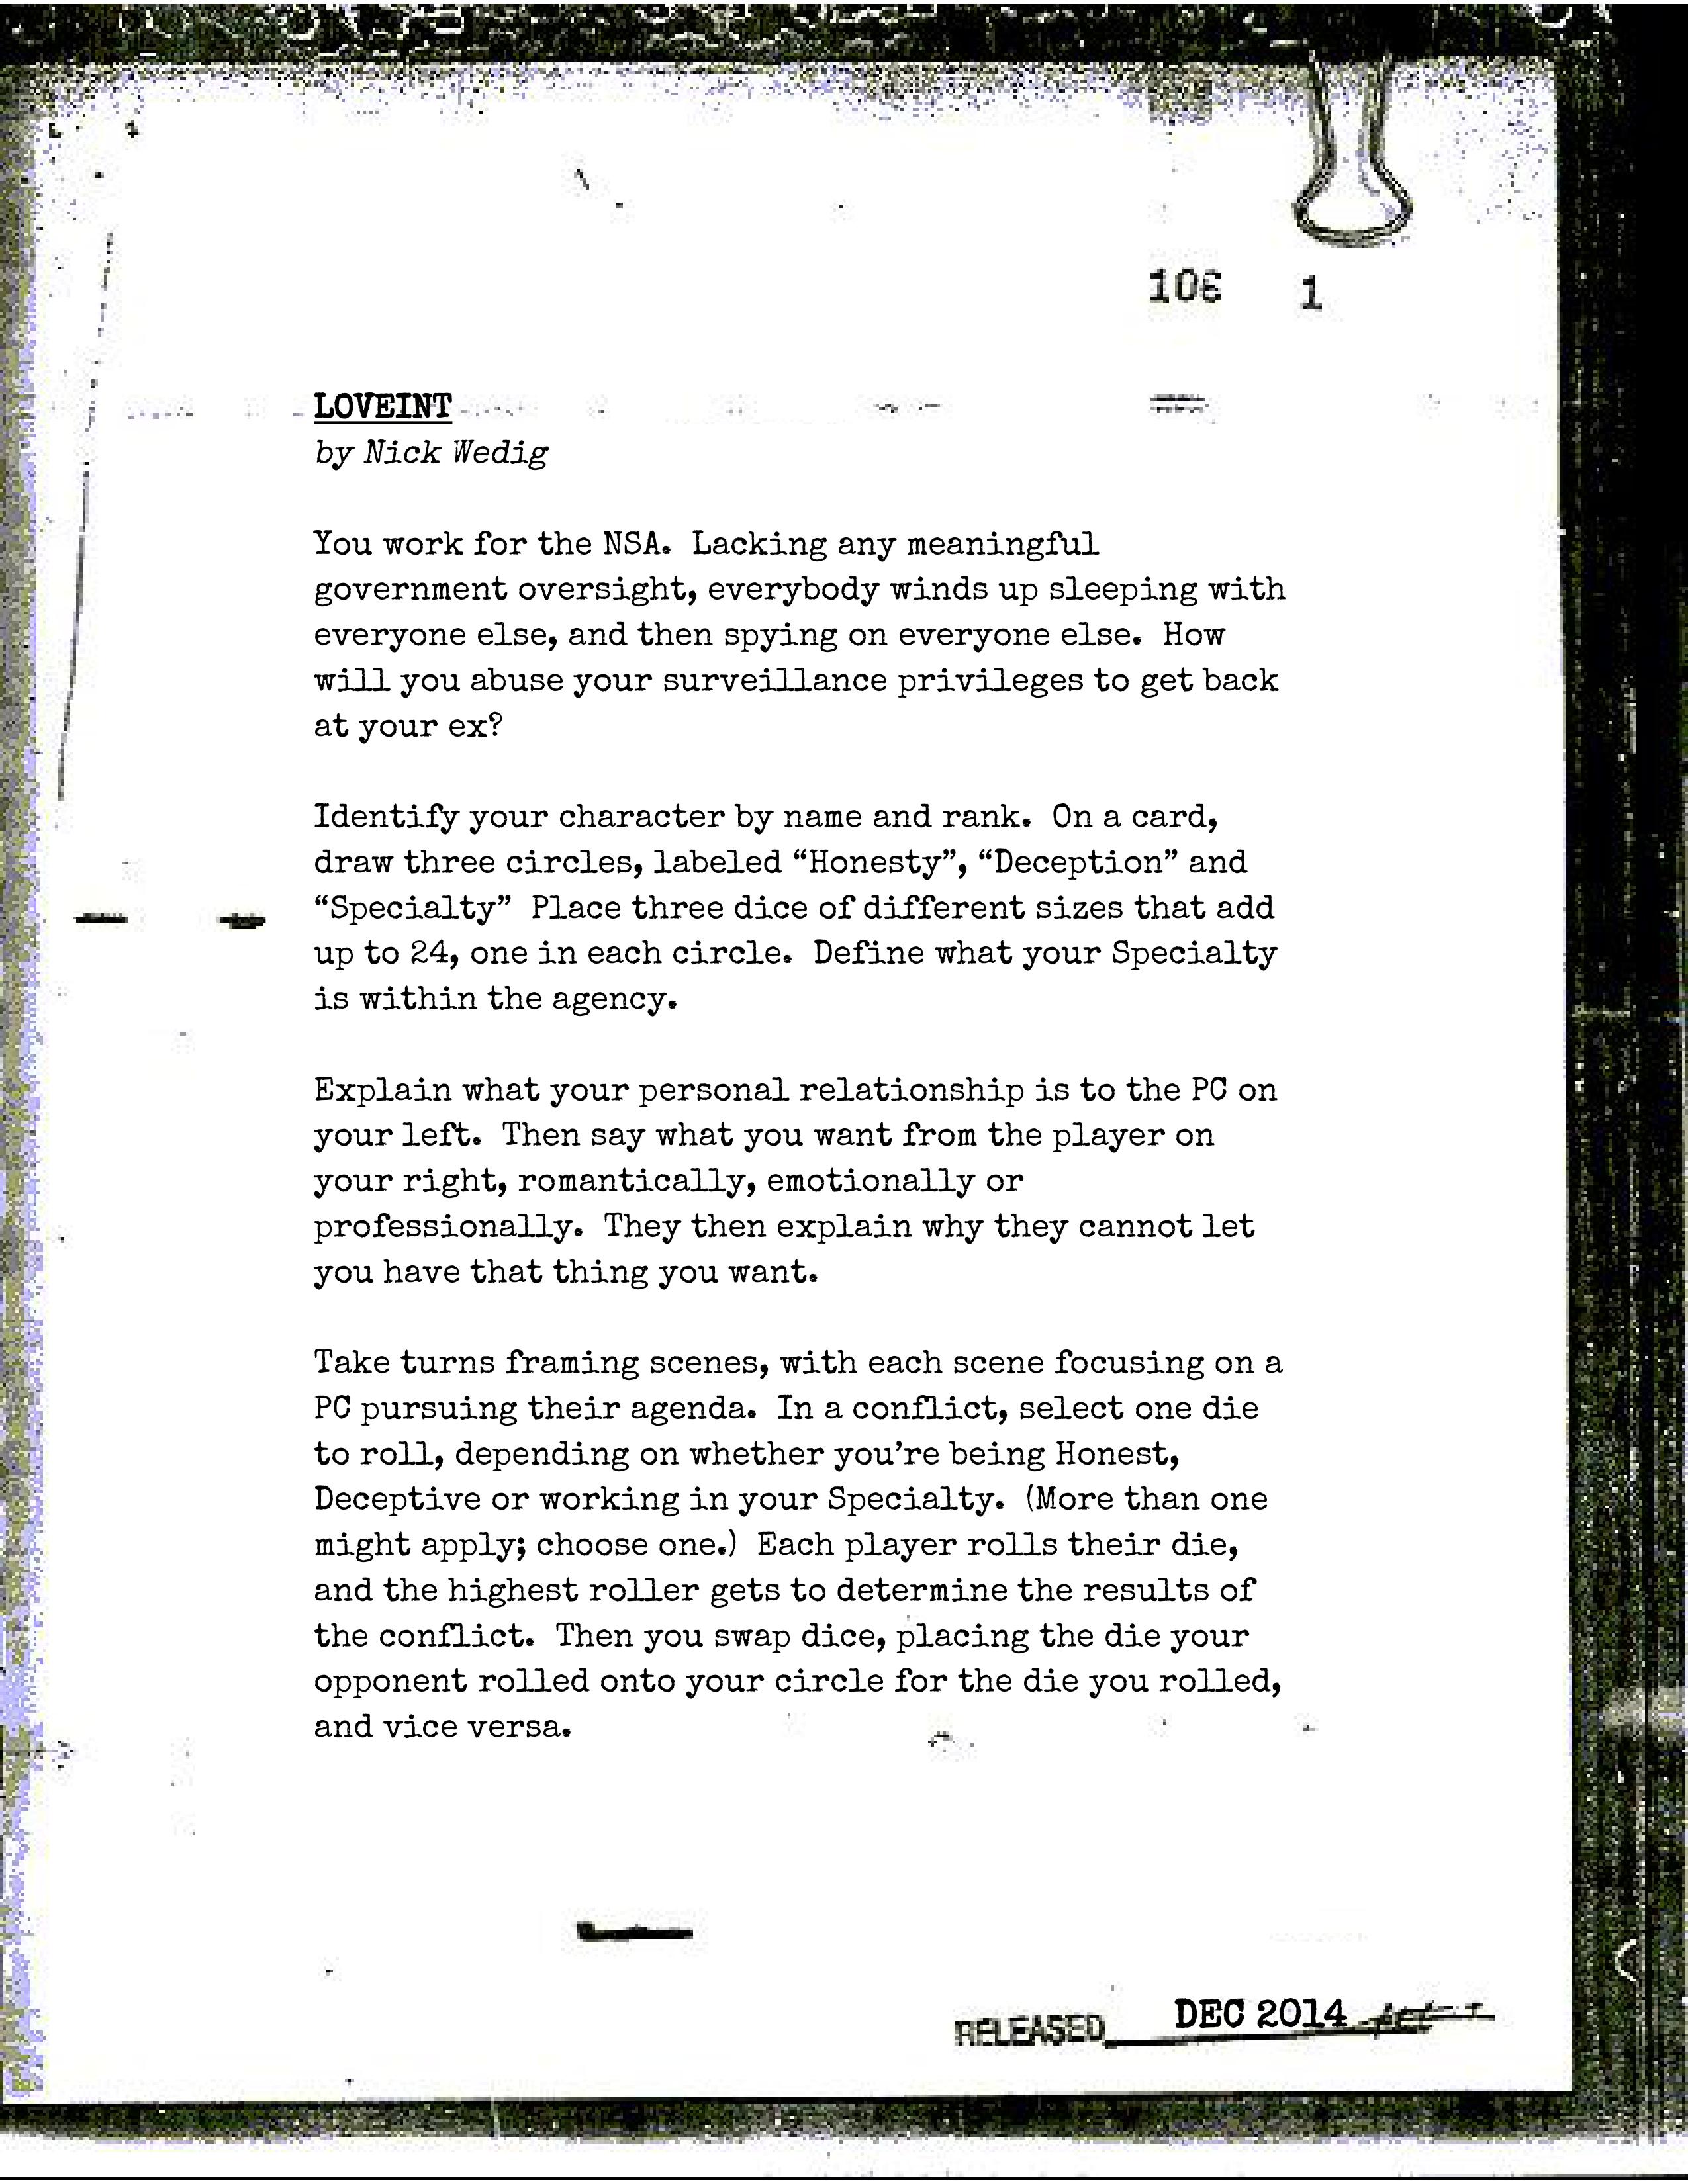 106 1
LOVEINT
by Nick Wedig
You work for the NSA. Lacking any meaningful
government oversight, everybody winds up sleeping with
everyone else, and then spying on everyone else. How
will you abuse your surveillance privileges to get back
at your ex?
Identify your character by name and rank. On a card,
draw three circles, labeled “Honesty”, “Deception” and
“Specialty” Place three dice of different sizes that add
up to 24, one in each circle. Define what your Specialty
is within the agency.
Explain what your personal relationship is to the PC on
your left. Then say what you want from the player on
your right, romantically, emotionally or
professionally. They then explain why they cannot let
you have that thing you want.
Take turns framing scenes, with each scene focusing on a
PC pursuing their agenda. In a conflict, select one die
to roll, depending on whether you’re being Honest,
Deceptive or working in your Specialty. (More than one
might apply; choose one.) Each player rolls their die,
and the highest roller gets to determine the results of
the conflict. Then you swap dice, placing the die your
opponent rolled onto your circle for the die you rolled,
and vice versa.
RELEASED DEC 2014